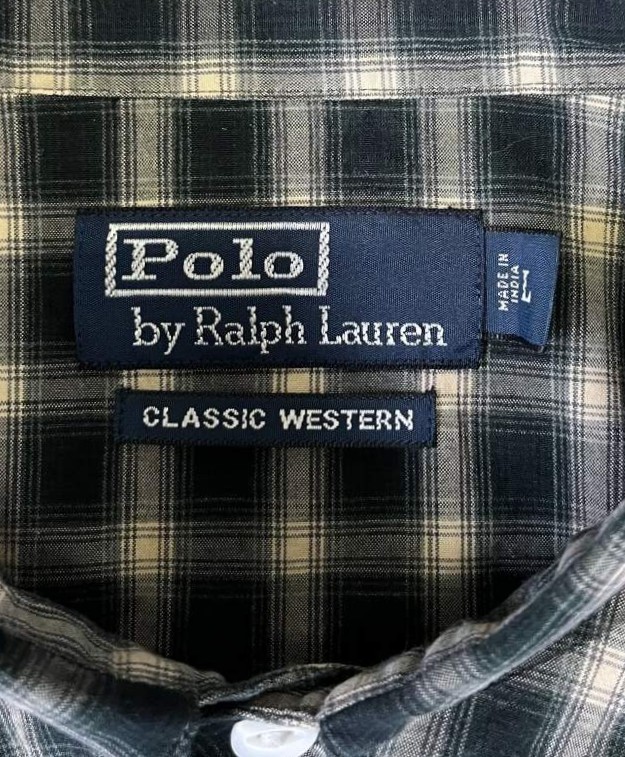 Polo
by Ralph Lauren
MADE IN
INDIA
L
CLASSIC WESTERN